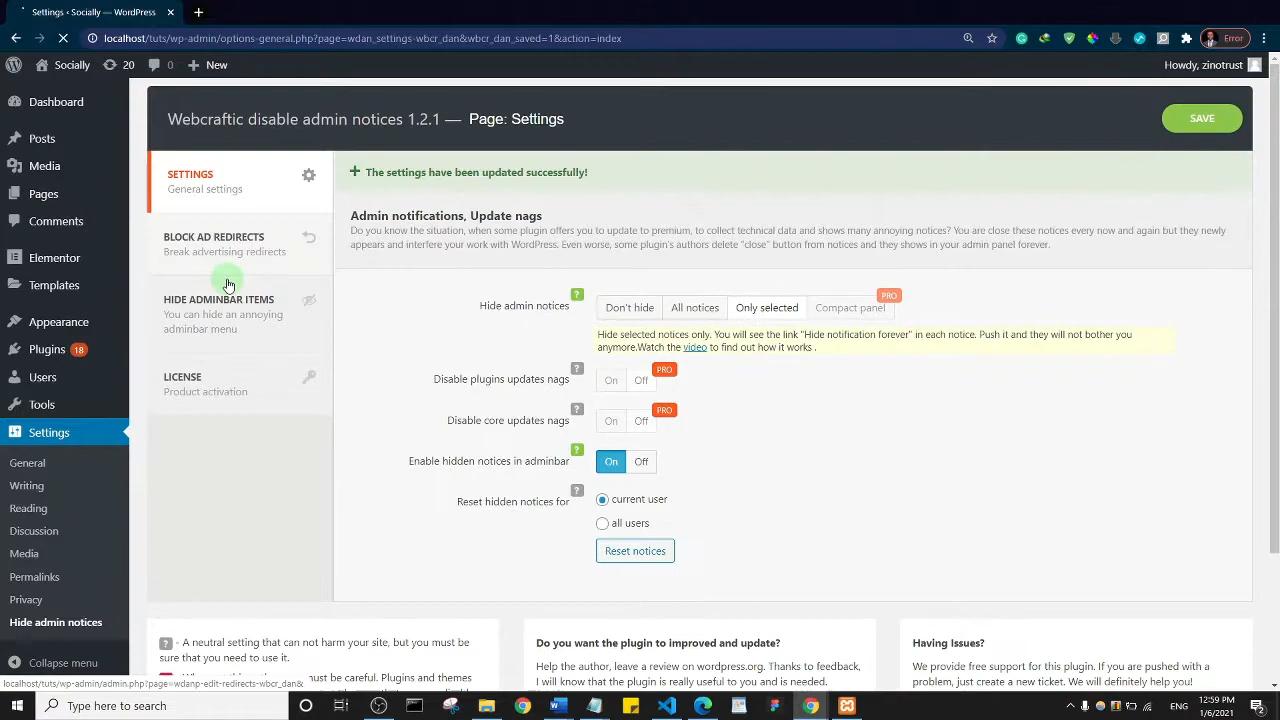 Settings ‹ Socially — WordPress
localhost/tuts/wp-admin/options-general.php?page=wdan_settings-wbcr_dan&wbcr_dan_saved=1&action=index
Error
Socially
20
0
New
Howdy, zinotrust
Dashboard
Posts
Media
Pages
Comments
Elementor
Templates
Appearance
Plugins 18
Users
Tools
Settings
General
Writing
Reading
Discussion
Media
Permalinks
Privacy
Hide admin notices
Collapse menu
Webcraftic disable admin notices 1.2.1 — Page: Settings
SAVE
SETTINGS
General settings
BLOCK AD REDIRECTS
Break advertising redirects
HIDE ADMINBAR ITEMS
You can hide an annoying
adminbar menu
LICENSE
Product activation
The settings have been updated successfully!
Admin notifications, Update nags
Do you know the situation, when some plugin offers you to update to premium, to collect technical data and shows many annoying notices? You are close these notices every now and again but they newly
appears and interfere your work with WordPress. Even worse, some plugin's authors delete "close" button from notices and they shows in your admin panel forever.
Hide admin notices ?
Don't hide
All notices
Only selected
Compact panel
PRO
Hide selected notices only. You will see the link "Hide notification forever" in each notice. Push it and they will not bother you
anymore.Watch the video to find out how it works .
Disable plugins updates nags ? On Off PRO
Disable core updates nags ? On Off PRO
Enable hidden notices in adminbar ? On Off
Reset hidden notices for ? current user
all users
Reset notices
? - A neutral setting that can not harm your site, but you must be
sure that you need to use it.
must be careful. Plugins and themes
Do you want the plugin to improved and update?
Help the author, leave a review on wordpress.org. Thanks to feedback,
I will know that the plugin is really useful to you and is needed.
Having Issues?
We provide free support for this plugin. If you are pushed with a
problem, just create a new ticket. We will definitely help you!
localhost/tuts/wp-admin/admin.php?page=wdanp-edit-redirects-wbcr_dan&
Type here to search
12:59 PM
1/6/2021